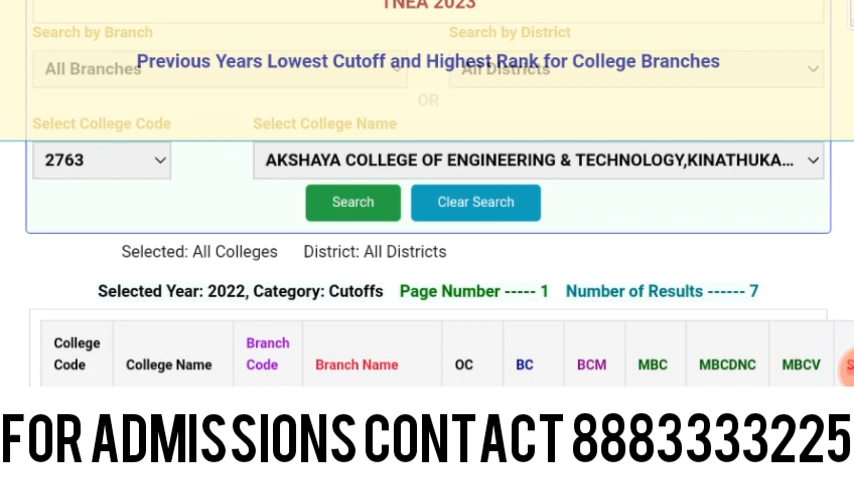 TNEA 2023
Search by Branch Search by District
Previous Years Lowest Cutoff and Highest Rank for College Branches
All Branches All Districts
OR
Select College Code Select College Name
2763 AKSHAYA COLLEGE OF ENGINEERING & TECHNOLOGY,KINATHUKA...
Search Clear Search
Selected: All Colleges District: All Districts
Selected Year: 2022, Category: Cutoffs Page Number ----- 1 Number of Results ------ 7
College Code College Name Branch Code Branch Name OC BC BCM MBC MBCDNC MBCV S
FOR ADMISSIONS CONTACT 8883333225